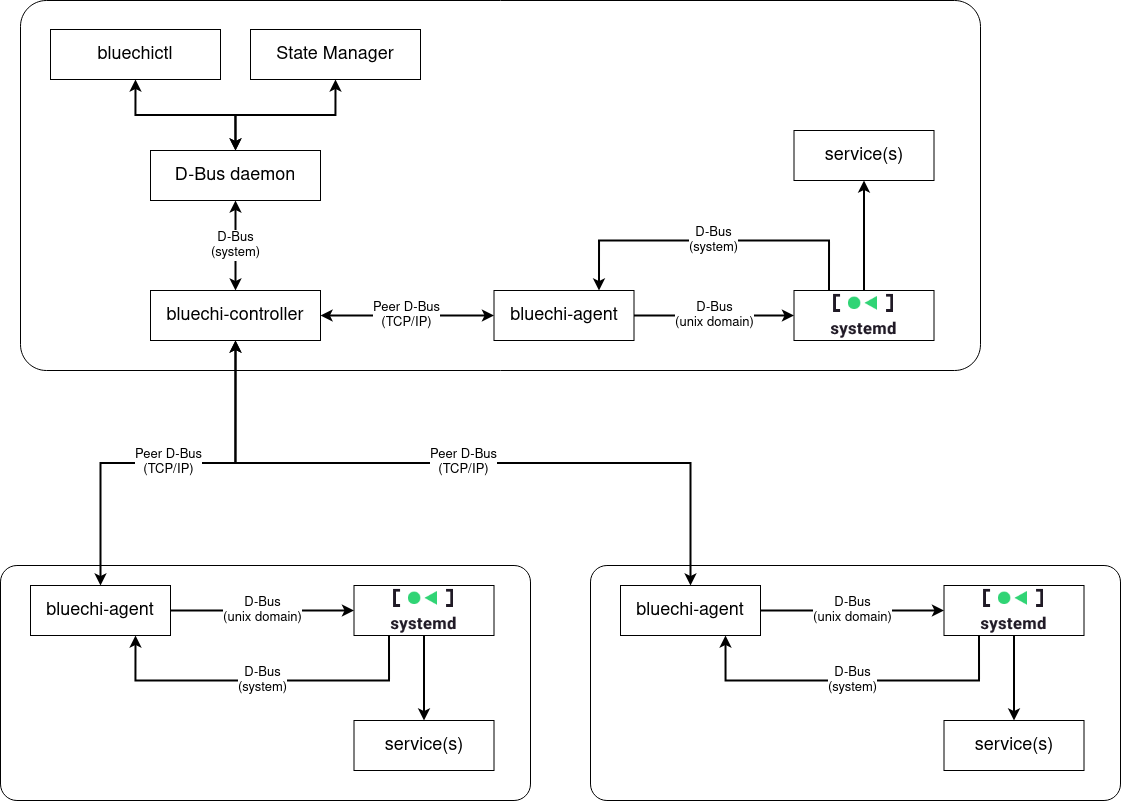 bluechictl
State Manager
D-Bus daemon
service(s)
D-Bus
(system)
D-Bus
(system)
bluechi-controller
Peer D-Bus
(TCP/IP)
bluechi-agent
D-Bus
(unix domain)
systemd
Peer D-Bus
(TCP/IP)
Peer D-Bus
(TCP/IP)
bluechi-agent
D-Bus
(unix domain)
systemd
D-Bus
(system)
service(s)
bluechi-agent
D-Bus
(unix domain)
systemd
D-Bus
(system)
service(s)